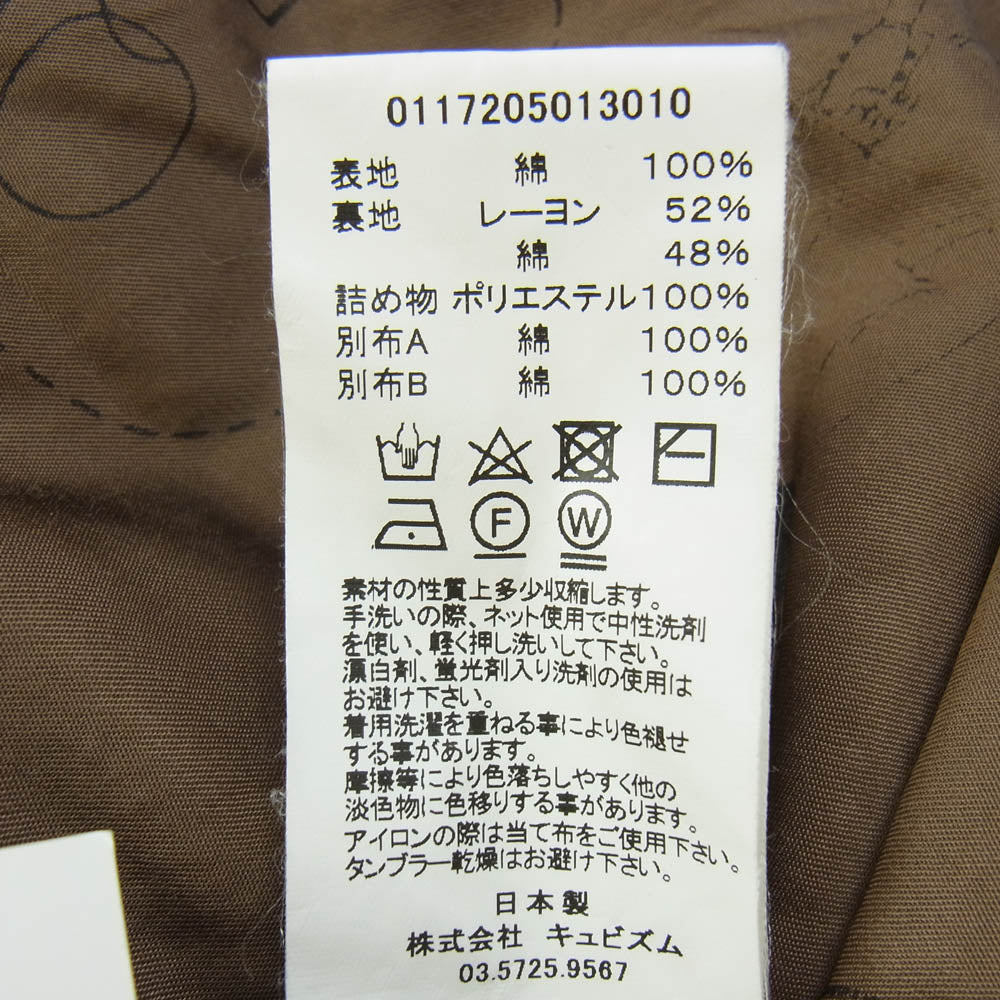 0117205013010
表地 綿 100%
裏地 レーヨン 52%
綿 48%
詰め物 ポリエステル 100%
別布A 綿 100%
別布B 綿 100%
F W
素材の性質上多少収縮します。
手洗いの際、ネット使用で中性洗剤
を使い、軽く押し洗いして下さい。
漂白剤、蛍光剤入り洗剤の使用は
お避け下さい。
着用洗濯を重ねる事により色褪せ
する事があります。
摩擦等により色落ちしやすく他の
淡色物に色移りする事があります。
アイロンの際は当て布をご使用下さい。
タンブラー乾燥はお避け下さい。
日本製
株式会社 キュビズム
03.5725.9567